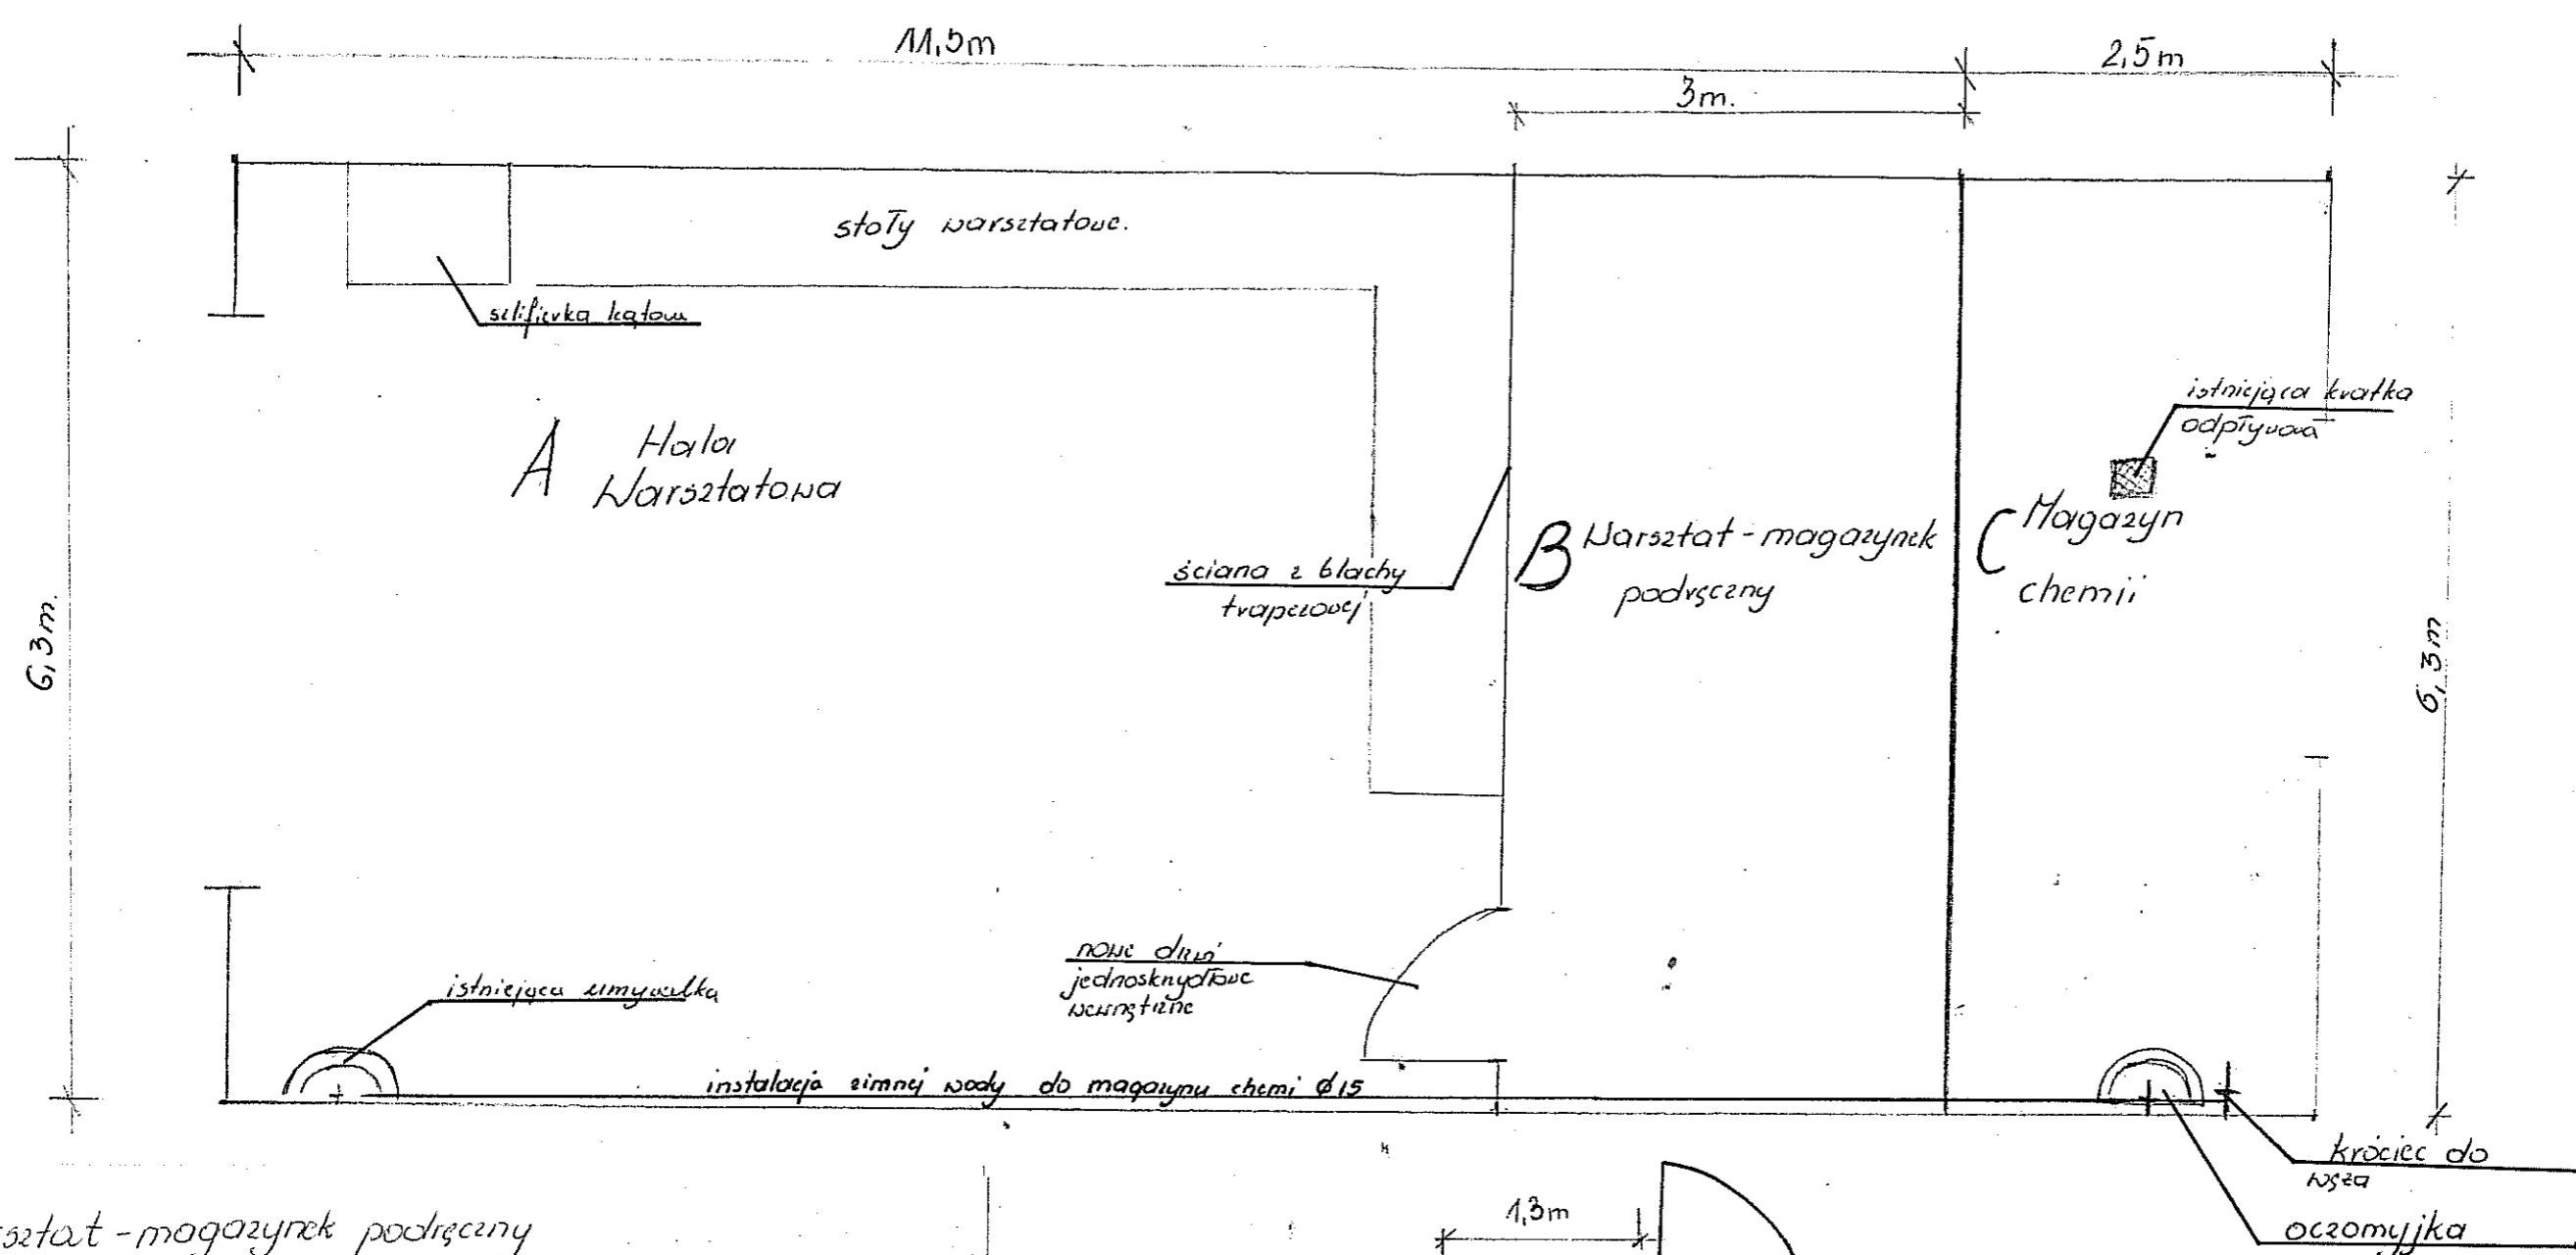 11,5m
2,5m
3m.
stoły warsztatowe.
szlifierka kątowa
A Hala
Warsztatowa
istniejąca kratka
odpływowa
B Warsztat - magazynek
podręczny
C Magazyn
chemii
ściana z blachy
trapezowej
6,3m.
6,3m
nowe drzwi
jednoskrzydłowe
wewnętrzne
istniejąca umywalka
instalacja zimnej wody do magazynu chemi ϕ15
króciec do
węża
oczomyjka
1,3m
sztat - magazynek podręczny